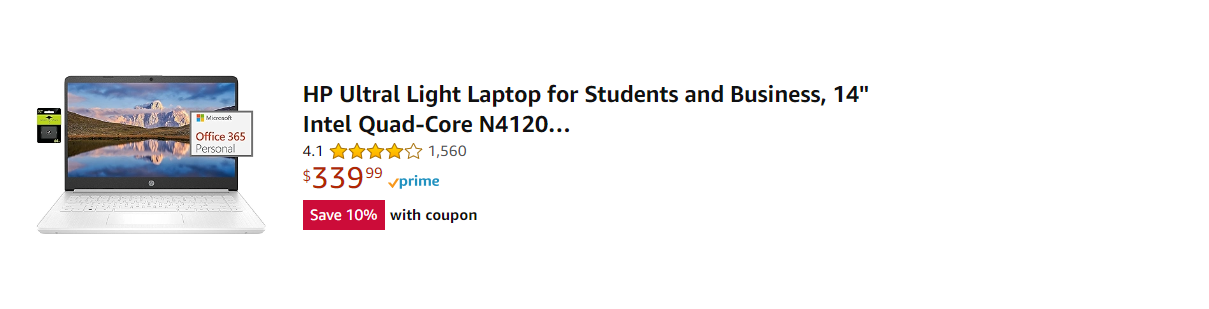 HP Ultral Light Laptop for Students and Business, 14"
Intel Quad-Core N4120...
4.1 1,560
$339.99 prime
Save 10% with coupon
Microsoft
Office 365
Personal
hp